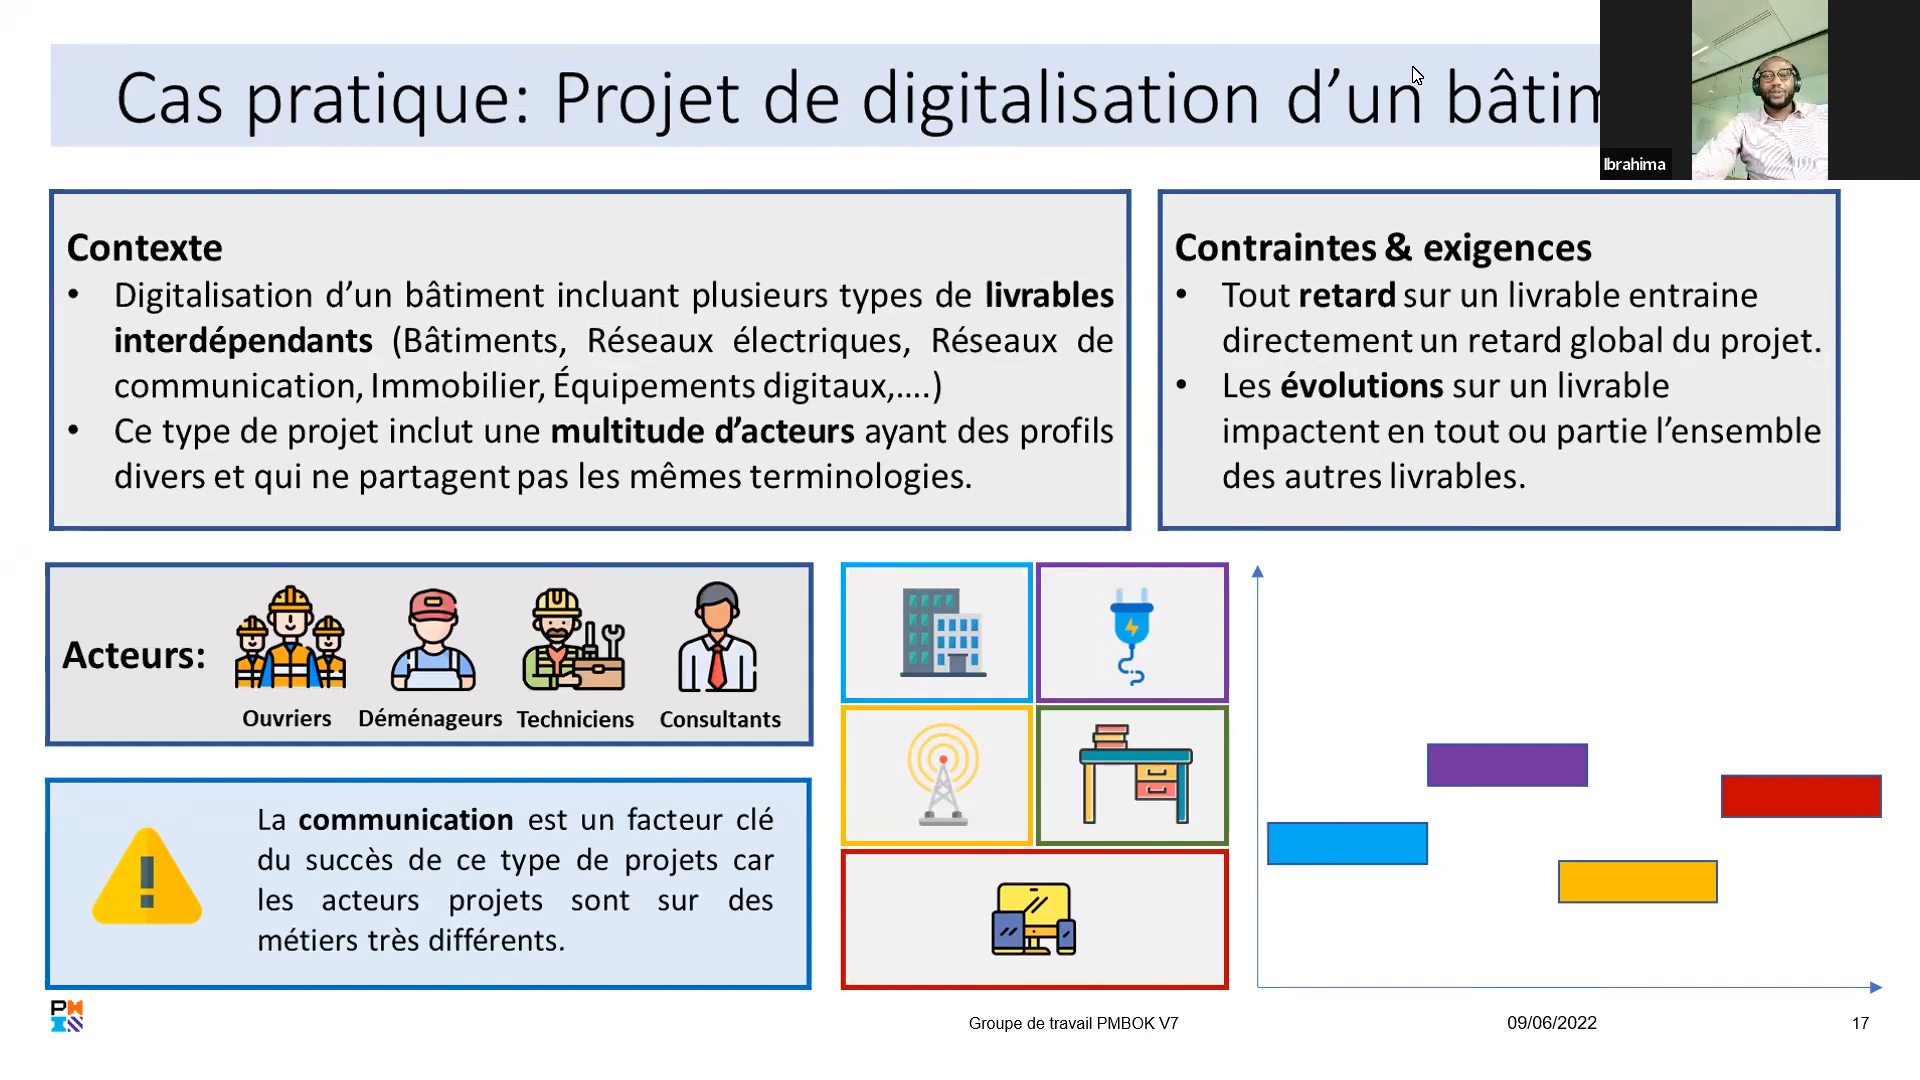 Cas pratique: Projet de digitalisation d’un bâtim
Ibrahima
Contexte
• Digitalisation d’un bâtiment incluant plusieurs types de livrables
interdépendants (Bâtiments, Réseaux électriques, Réseaux de
communication, Immobilier, Équipements digitaux,….)
• Ce type de projet inclut une multitude d’acteurs ayant des profils
divers et qui ne partagent pas les mêmes terminologies.
Contraintes & exigences
• Tout retard sur un livrable entraine
directement un retard global du projet.
• Les évolutions sur un livrable
impactent en tout ou partie l’ensemble
des autres livrables.
Acteurs:
Ouvriers Déménageurs Techniciens Consultants
La communication est un facteur clé
du succès de ce type de projets car
les acteurs projets sont sur des
métiers très différents.
Groupe de travail PMBOK V7
09/06/2022
17